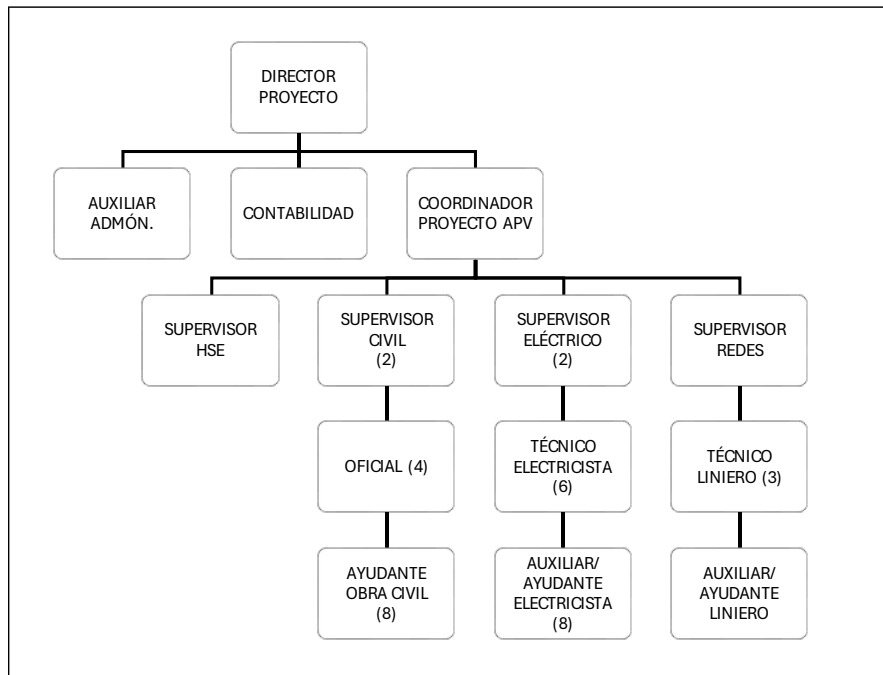 DIRECTOR
PROYECTO
AUXILIAR
ADMÓN.
CONTABILIDAD
COORDINADOR
PROYECTO APV
SUPERVISOR
HSE
SUPERVISOR
CIVIL
(2)
SUPERVISOR
ELÉCTRICO
(2)
SUPERVISOR
REDES
OFICIAL (4)
TÉCNICO
ELECTRICISTA
(6)
TÉCNICO
LINIERO (3)
AYUDANTE
OBRA CIVIL
(8)
AUXILIAR/
AYUDANTE
ELECTRICISTA
(8)
AUXILIAR/
AYUDANTE
LINIERO